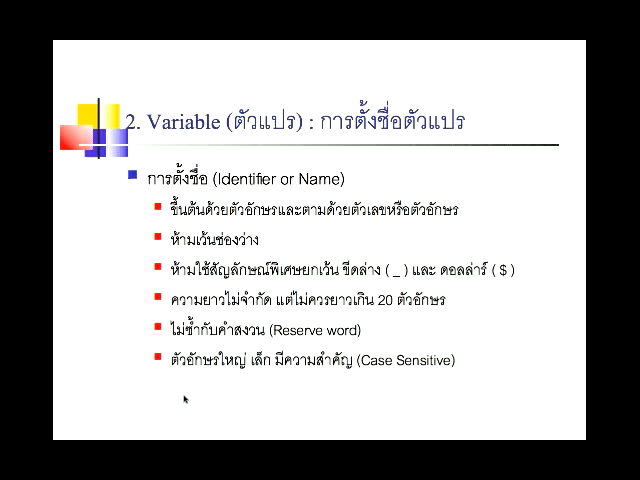 2. Variable (ตัวแปร) : การตั้งชื่อตัวแปร
การตั้งชื่อ (Identifier or Name)
ขึ้นต้นด้วยตัวอักษรและตามด้วยตัวเลขหรือตัวอักษร
ห้ามเว้นช่องว่าง
ห้ามใช้สัญลักษณ์พิเศษยกเว้น ขีดล่าง ( _ ) และ ดอลล่าร์ ( $ )
ความยาวไม่จำกัด แต่ไม่ควรยาวเกิน 20 ตัวอักษร
ไม่ซ้ำกับคำสงวน (Reserve word)
ตัวอักษรใหญ่ เล็ก มีความสำคัญ (Case Sensitive)